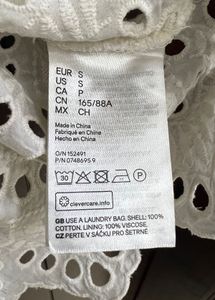 EUR S
US S
CA P
CN 165/88A
MX CH
Made in China
Fabriqué en Chine
Hecho en China
O/N 152491
P/N 0748695 9
30
P
clevercare.info
GB USE A LAUNDRY BAG. SHELL: 100%
COTTON. LINING: 100% VISCOSE.
CZ PERTE V SÁČKU PRO ŠETRNÉ